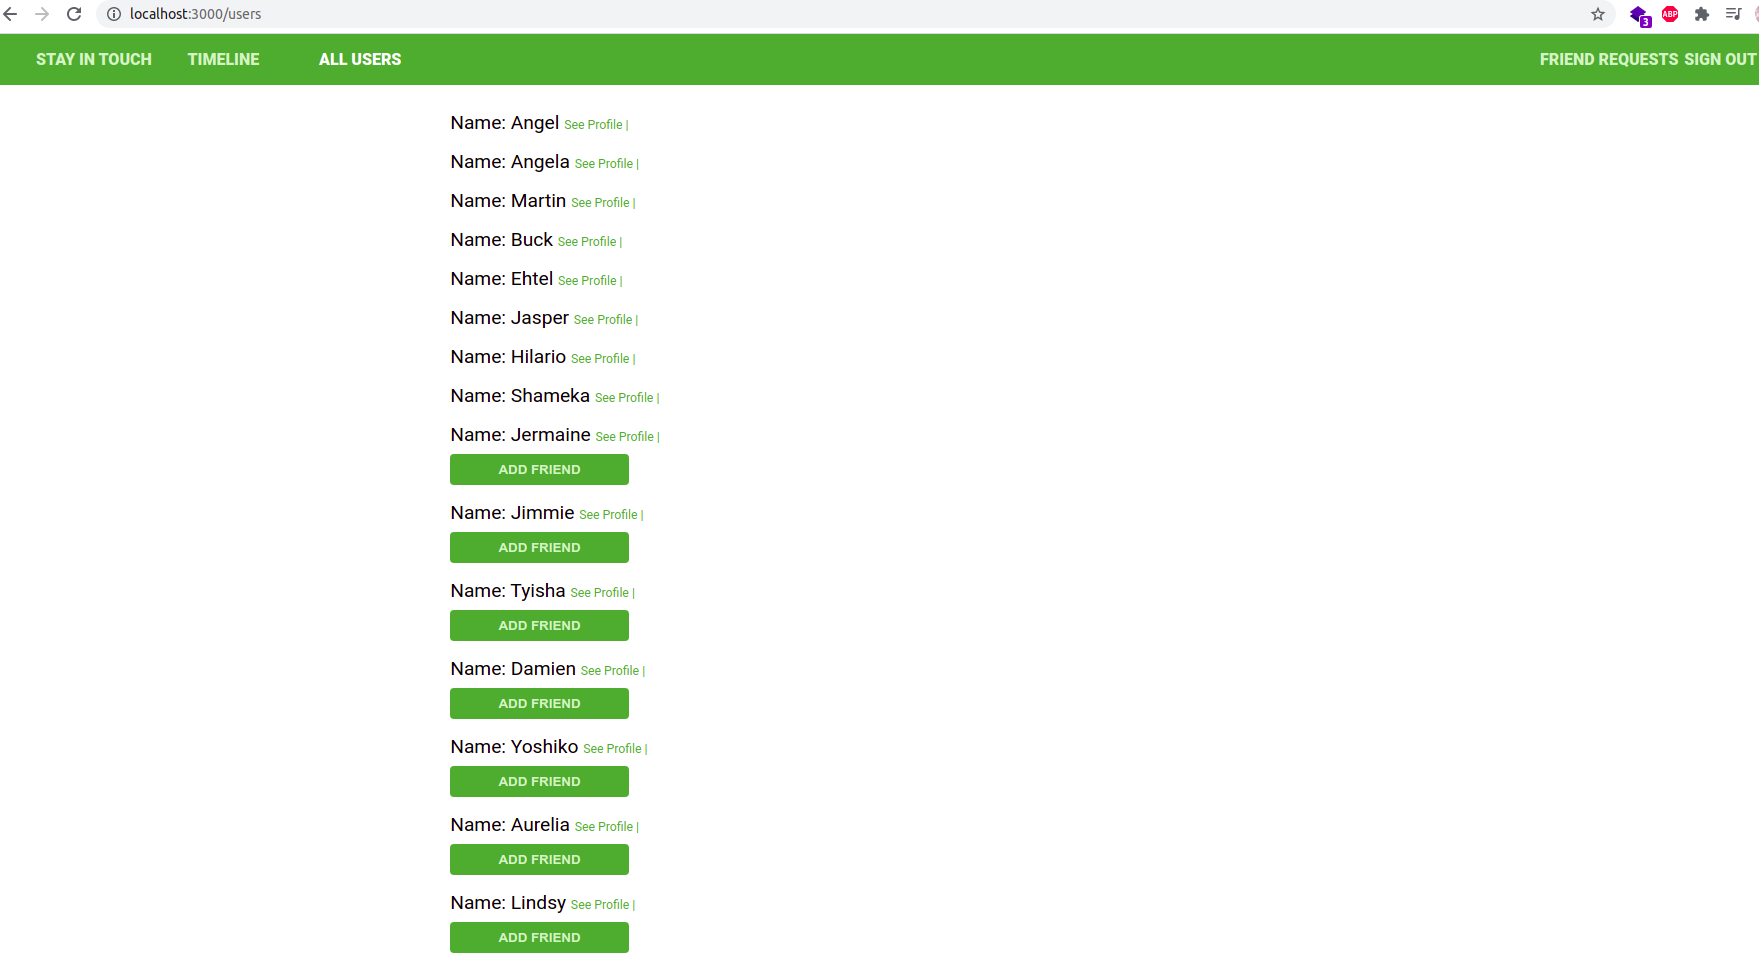 localhost:3000/users
3
ABP
STAY IN TOUCH TIMELINE ALL USERS FRIEND REQUESTS SIGN OUT
Name: Angel See Profile |
Name: Angela See Profile |
Name: Martin See Profile |
Name: Buck See Profile |
Name: Ehtel See Profile |
Name: Jasper See Profile |
Name: Hilario See Profile |
Name: Shameka See Profile |
Name: Jermaine See Profile |
ADD FRIEND
Name: Jimmie See Profile |
ADD FRIEND
Name: Tyisha See Profile |
ADD FRIEND
Name: Damien See Profile |
ADD FRIEND
Name: Yoshiko See Profile |
ADD FRIEND
Name: Aurelia See Profile |
ADD FRIEND
Name: Lindsy See Profile |
ADD FRIEND